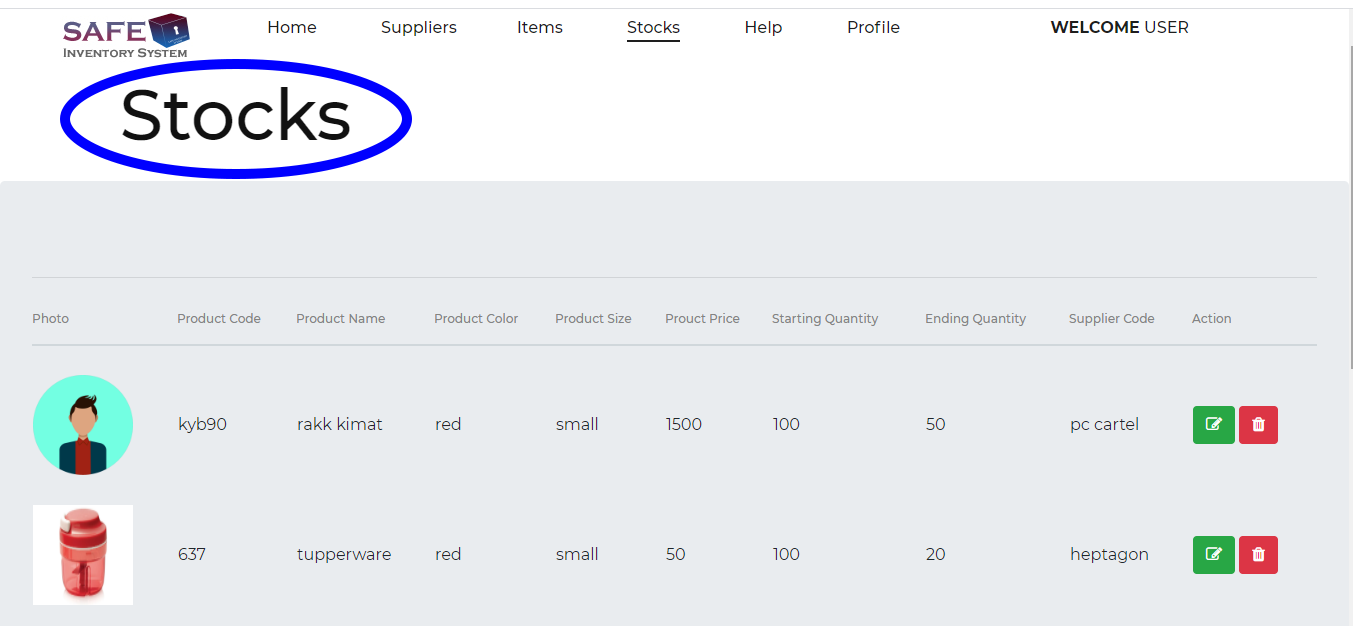 SAFE
INVENTORY SYSTEM
Home Suppliers Items Stocks Help Profile WELCOME USER
Stocks
Photo Product Code Product Name Product Color Product Size Prouct Price Starting Quantity Ending Quantity Supplier Code Action
kyb90 rakk kimat red small 1500 100 50 pc cartel
637 tupperware red small 50 100 20 heptagon